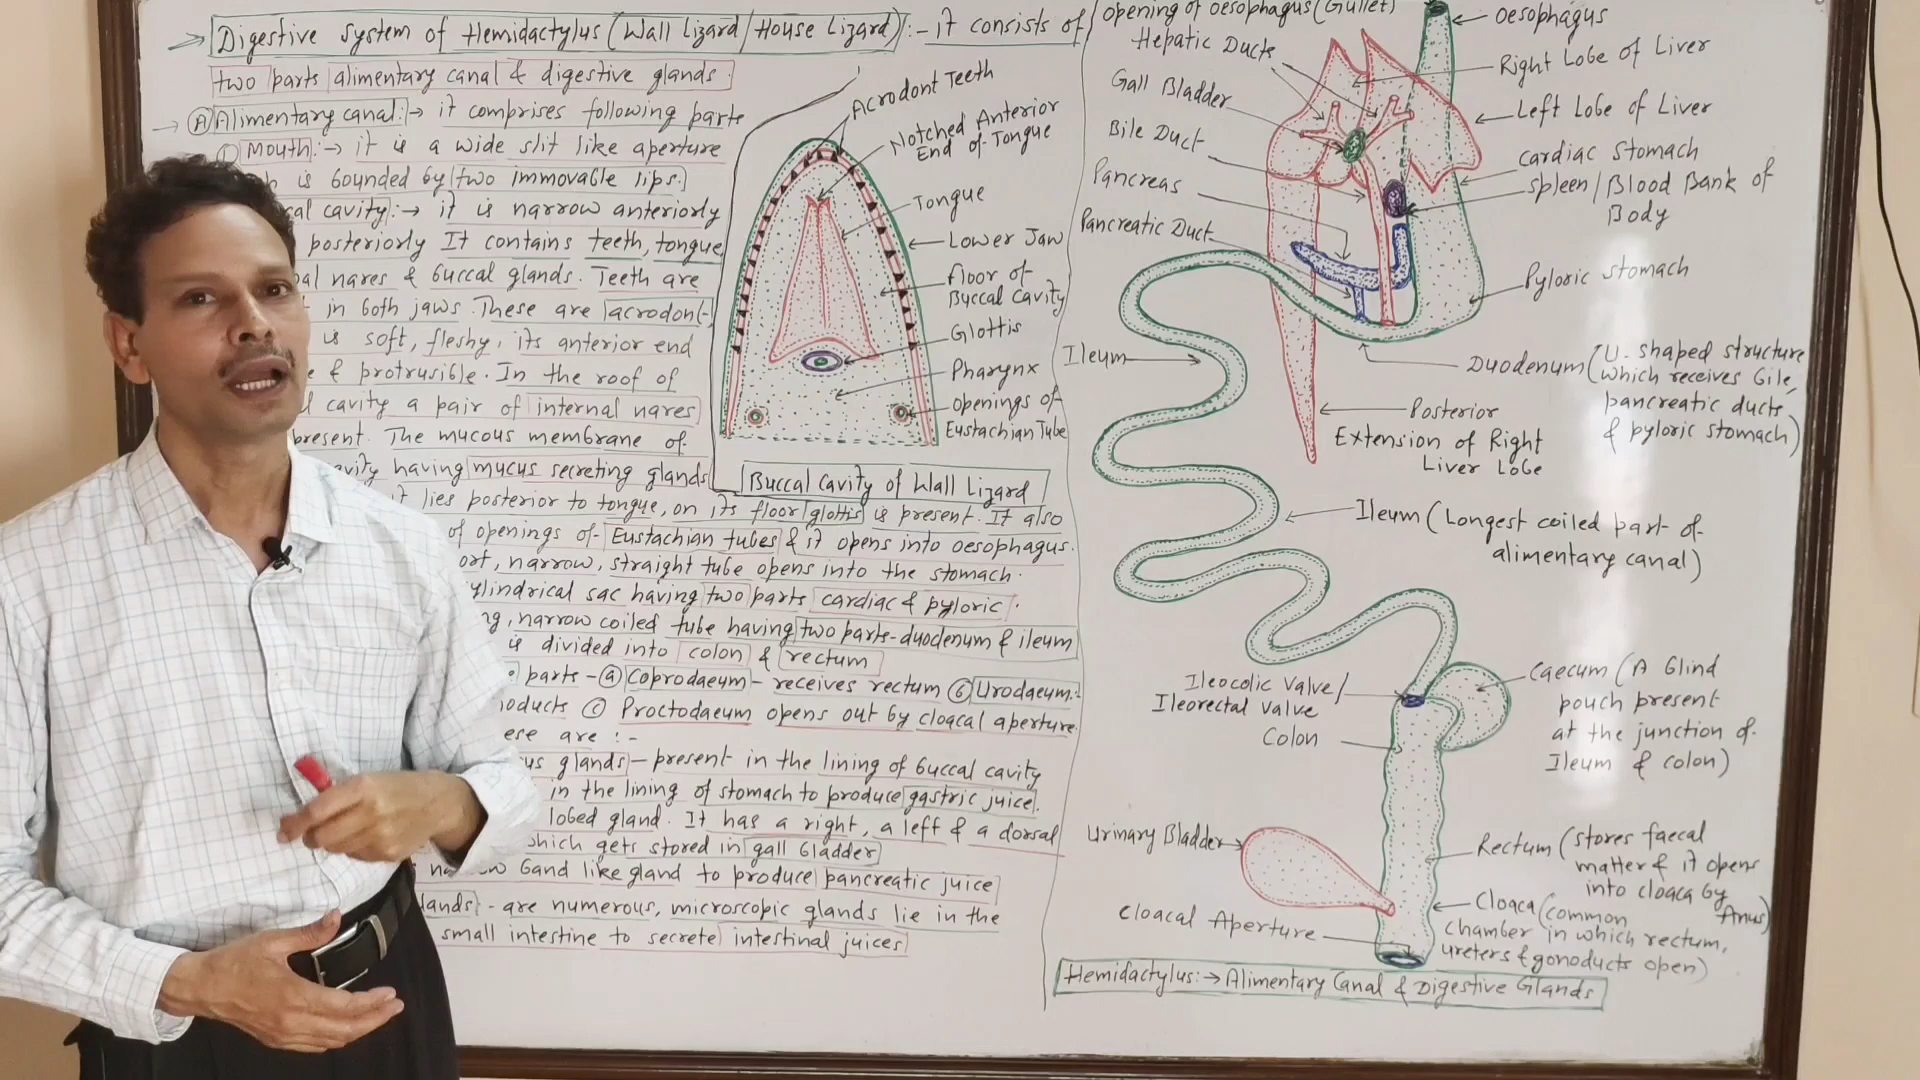 Digestive system of Hemidactylus (Wall Lizard/House Lizard):- it consists of
two parts alimentary canal & digestive glands.
(A) Alimentary canal:→ it comprises following parts
(1) Mouth:→ it is a wide slit like aperture
is bounded by two immovable lips.
cavity:→ it is narrow anteriorly
posteriorly It contains teeth, tongue,
nares & buccal glands. Teeth are
in both jaws. These are acrodont
is soft, fleshy, its anterior end
& protrusible. In the roof of
cavity a pair of internal nares
present. The mucous membrane of
cavity having mucus secreting glands
it lies posterior to tongue, on its floor glottis is present. It also
of openings of Eustachian tubes & it opens into oesophagus.
narrow, straight tube opens into the stomach.
cylindrical sac having two parts cardiac & pyloric.
narrow coiled tube having two parts-duodenum & ileum
is divided into colon & rectum
parts - (a) Coprodaeum - receives rectum (b) Urodaeum:-
(c) Proctodaeum opens out by cloacal aperture.
are :-
glands - present in the lining of buccal cavity
in the lining of stomach to produce gastric juice.
lobed gland. It has a right, a left & a dorsal
which gets stored in gall bladder
band like gland to produce pancreatic juice
- are numerous, microscopic glands lie in the
small intestine to secrete intestinal juices
Acrodont Teeth
Notched Anterior
End of Tongue
Tongue
Lower Jaw
Floor of
Buccal Cavity
Glottis
Pharynx
Openings of
Eustachian Tube
Buccal Cavity of Wall Lizard
Opening of oesophagus (Gullet)
Hepatic Ducts
Gall Bladder
Bile Duct
Pancreas
Pancreatic Duct
Ileum
Oesophagus
Right Lobe of Liver
Left Lobe of Liver
Cardiac Stomach
Spleen/Blood Bank of
Body
Pyloric Stomach
Duodenum (U-shaped structure
which receives bile,
pancreatic ducts
& pyloric stomach)
Posterior
Extension of Right
Liver Lobe
Ileum (Longest coiled part of
alimentary canal)
Ileocolic Valve/
Ileorectal Valve
Colon
Caecum (A blind
pouch present
at the junction of
Ileum & colon)
Urinary Bladder
Cloacal Aperture
Rectum (stores faecal
matter & it opens
into cloaca by
Anus)
Cloaca (common
chamber in which rectum,
ureters & gonoducts open)
Hemidactylus:→ Alimentary Canal & Digestive Glands